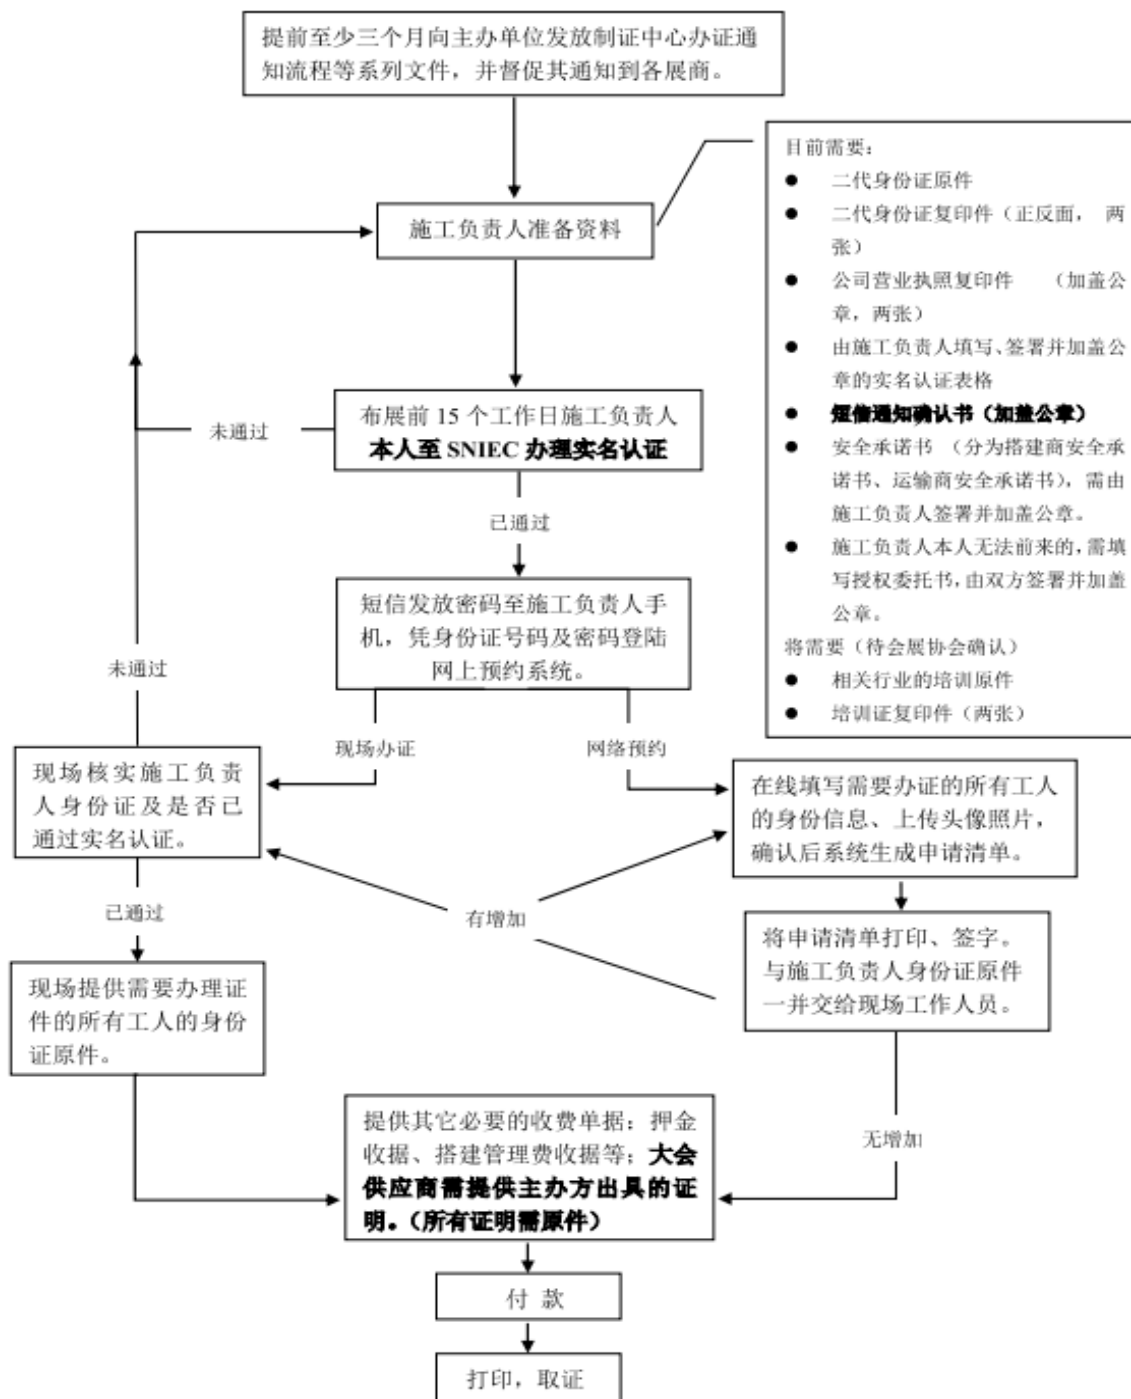 提前至少三个月向主办单位发放制证中心办证通
知流程等系列文件，并督促其通知到各展商。
施工负责人准备资料
目前需要：
● 二代身份证原件
● 二代身份证复印件（正反面， 两
张）
● 公司营业执照复印件 （加盖公
章，两张）
● 由施工负责人填写、签署并加盖公
章的实名认证表格
● 短信通知确认书（加盖公章）
● 安全承诺书 （分为搭建商安全承
诺书、运输商安全承诺书），需由
施工负责人签署并加盖公章。
● 施工负责人本人无法前来的，需填
写授权委托书，由双方签署并加盖
公章。
将需要（待会展协会确认）
● 相关行业的培训原件
● 培训证复印件（两张）
布展前 15 个工作日施工负责人
本人至 SNIEC 办理实名认证
未通过
已通过
短信发放密码至施工负责人手
机，凭身份证号码及密码登陆
网上预约系统。
未通过
现场办证
网络预约
现场核实施工负责
人身份证及是否已
通过实名认证。
在线填写需要办证的所有工人
的身份信息、上传头像照片，
确认后系统生成申请清单。
已通过
有增加
将申请清单打印、签字。
与施工负责人身份证原件
一并交给现场工作人员。
现场提供需要办理证
件的所有工人的身份
证原件。
无增加
提供其它必要的收费单据：押金
收据、搭建管理费收据等；大会
供应商需提供主办方出具的证
明。（所有证明需原件）
付 款
打印，取证